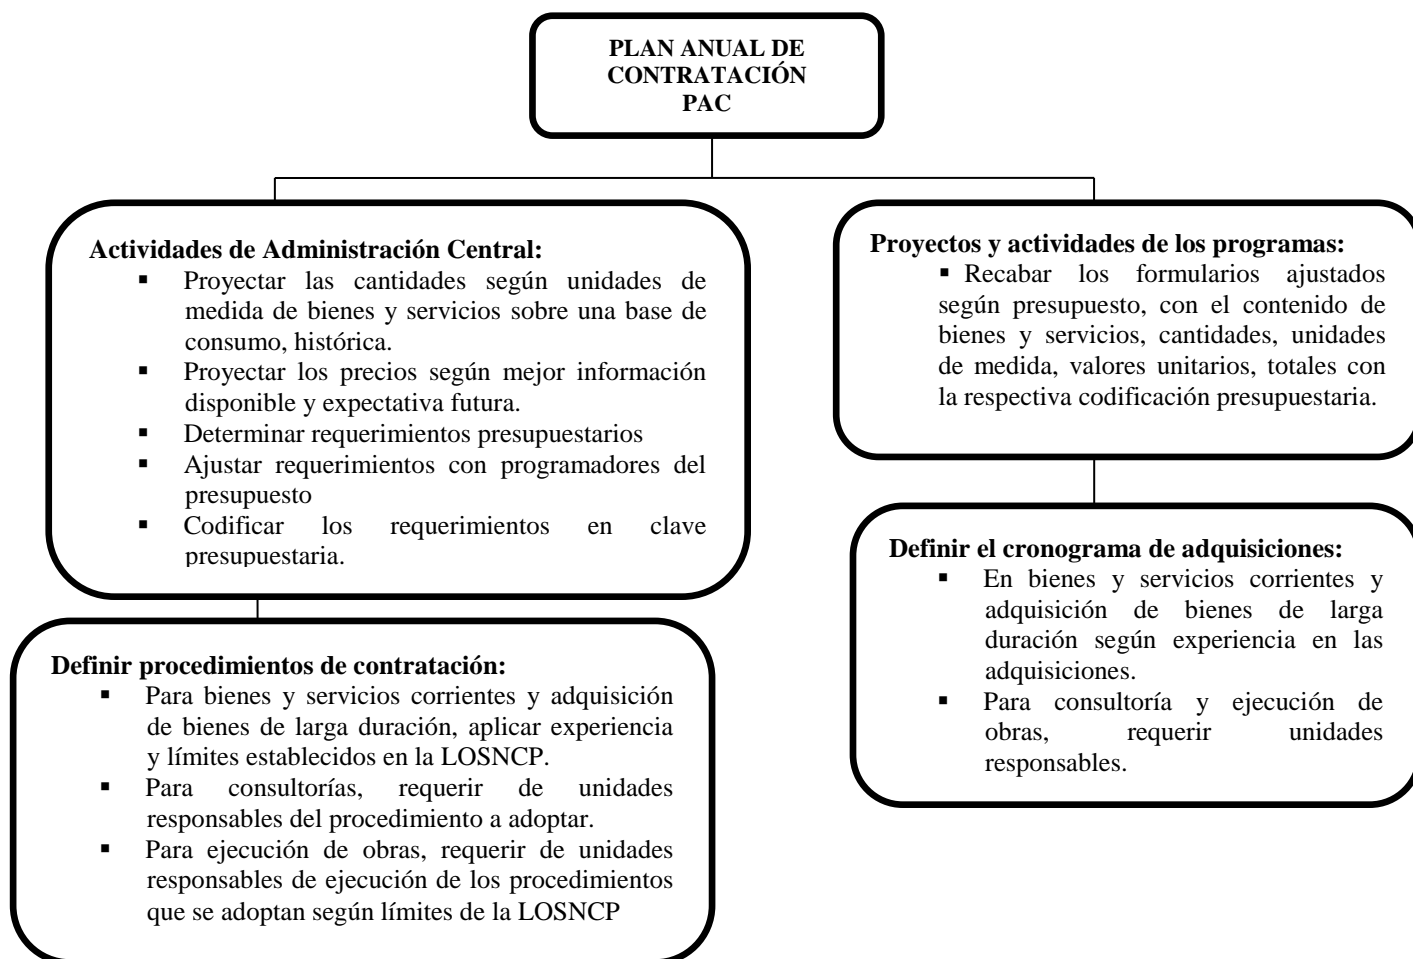 PLAN ANUAL DE
CONTRATACIÓN
PAC
Actividades de Administración Central:
▪ Proyectar las cantidades según unidades de
medida de bienes y servicios sobre una base de
consumo, histórica.
▪ Proyectar los precios según mejor información
disponible y expectativa futura.
▪ Determinar requerimientos presupuestarios
▪ Ajustar requerimientos con programadores del
presupuesto
▪ Codificar los requerimientos en clave
presupuestaria.
Definir procedimientos de contratación:
▪ Para bienes y servicios corrientes y adquisición
de bienes de larga duración, aplicar experiencia
y límites establecidos en la LOSNCP.
▪ Para consultorías, requerir de unidades
responsables del procedimiento a adoptar.
▪ Para ejecución de obras, requerir de unidades
responsables de ejecución de los procedimientos
que se adoptan según límites de la LOSNCP
Proyectos y actividades de los programas:
▪ Recabar los formularios ajustados
según presupuesto, con el contenido de
bienes y servicios, cantidades, unidades
de medida, valores unitarios, totales con
la respectiva codificación presupuestaria.
Definir el cronograma de adquisiciones:
▪ En bienes y servicios corrientes y
adquisición de bienes de larga
duración según experiencia en las
adquisiciones.
▪ Para consultoría y ejecución de
obras, requerir unidades
responsables.